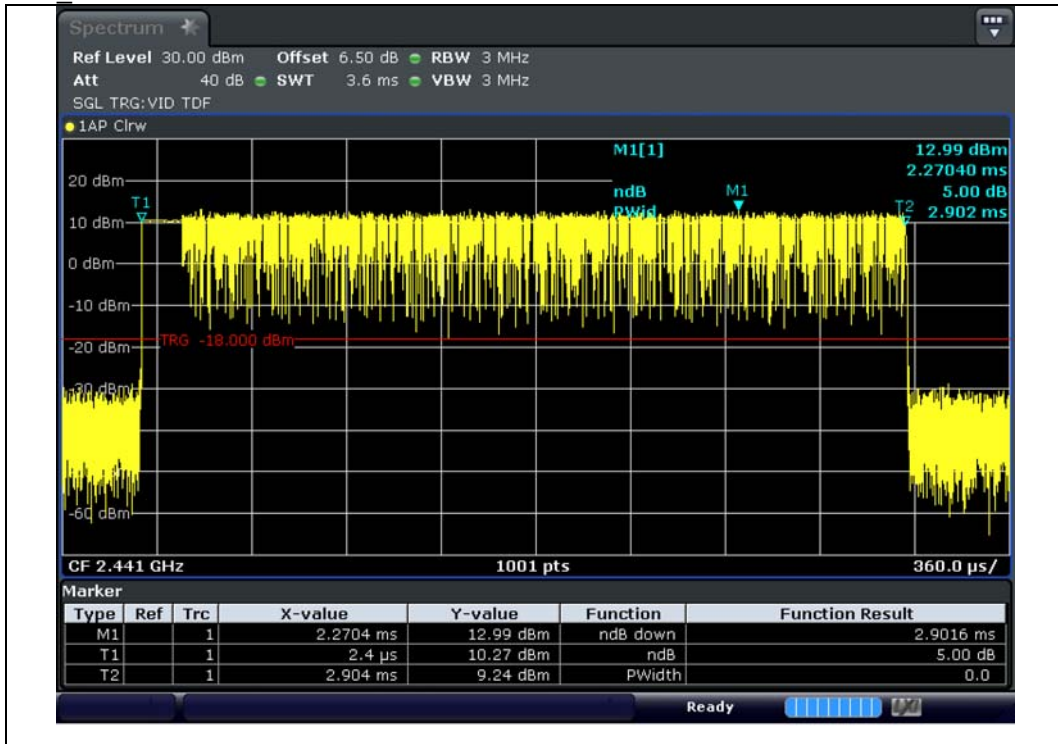 Spectrum
Ref Level 30.00 dBm Offset 6.50 dB RBW 3 MHz
Att 40 dB SWT 3.6 ms VBW 3 MHz
SGL TRG:VID TDF
1AP Clrw
M1[1] 12.99 dBm
2.27040 ms
20 dBm
ndB M1 5.00 dB
T1 PWid T2 2.902 ms
10 dBm
0 dBm
-10 dBm
TRG -18.000 dBm
-20 dBm
-30 dBm
-60 dBm
CF 2.441 GHz 1001 pts 360.0 µs/
Marker
Type Ref Trc X-value Y-value Function Function Result
M1 1 2.2704 ms 12.99 dBm ndB down 2.9016 ms
T1 1 2.4 µs 10.27 dBm ndB 5.00 dB
T2 1 2.904 ms 9.24 dBm PWidth 0.0
Ready